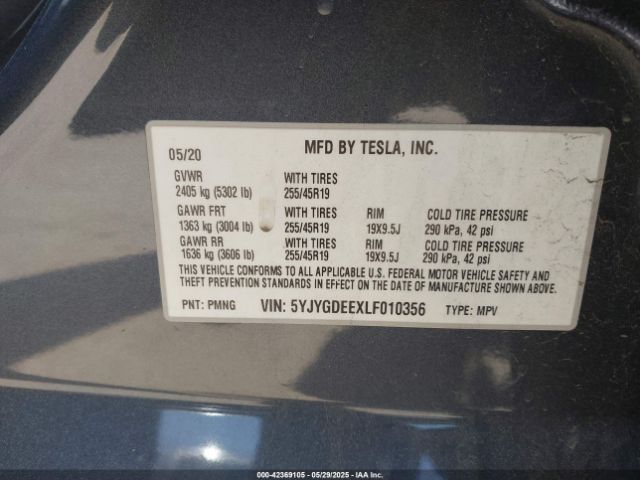 05/20 MFD BY TESLA, INC.
GVWR WITH TIRES
2405 kg (5302 lb) 255/45R19
GAWR FRT WITH TIRES RIM COLD TIRE PRESSURE
1363 kg (3004 lb) 255/45R19 19X9.5J 290 kPa, 42 psi
GAWR RR WITH TIRES RIM COLD TIRE PRESSURE
1636 kg (3606 lb) 255/45R19 19X9.5J 290 kPa, 42 psi
THIS VEHICLE CONFORMS TO ALL APPLICABLE U.S. FEDERAL MOTOR VEHICLE SAFETY AND
THEFT PREVENTION STANDARDS IN EFFECT ON THE DATE OF MANUFACTURE SHOWN ABOVE.
PNT: PMNG VIN: 5YJYGDEEXLF010356 TYPE: MPV
000-42369105 - 05/29/2025 - IAA Inc.